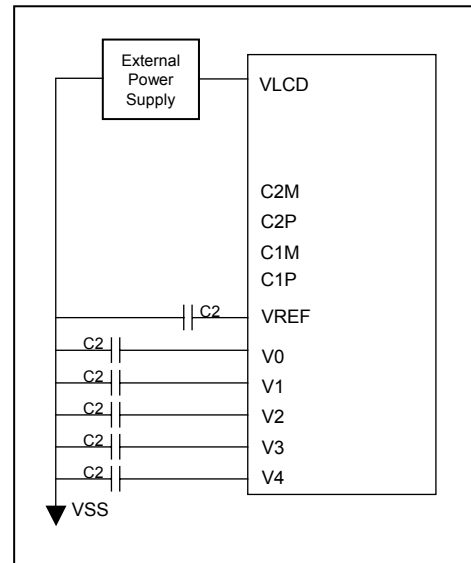 External
Power
Supply
VLCD
C2M
C2P
C1M
C1P
C2 VREF
C2 V0
C2 V1
C2 V2
C2 V3
C2 V4
VSS